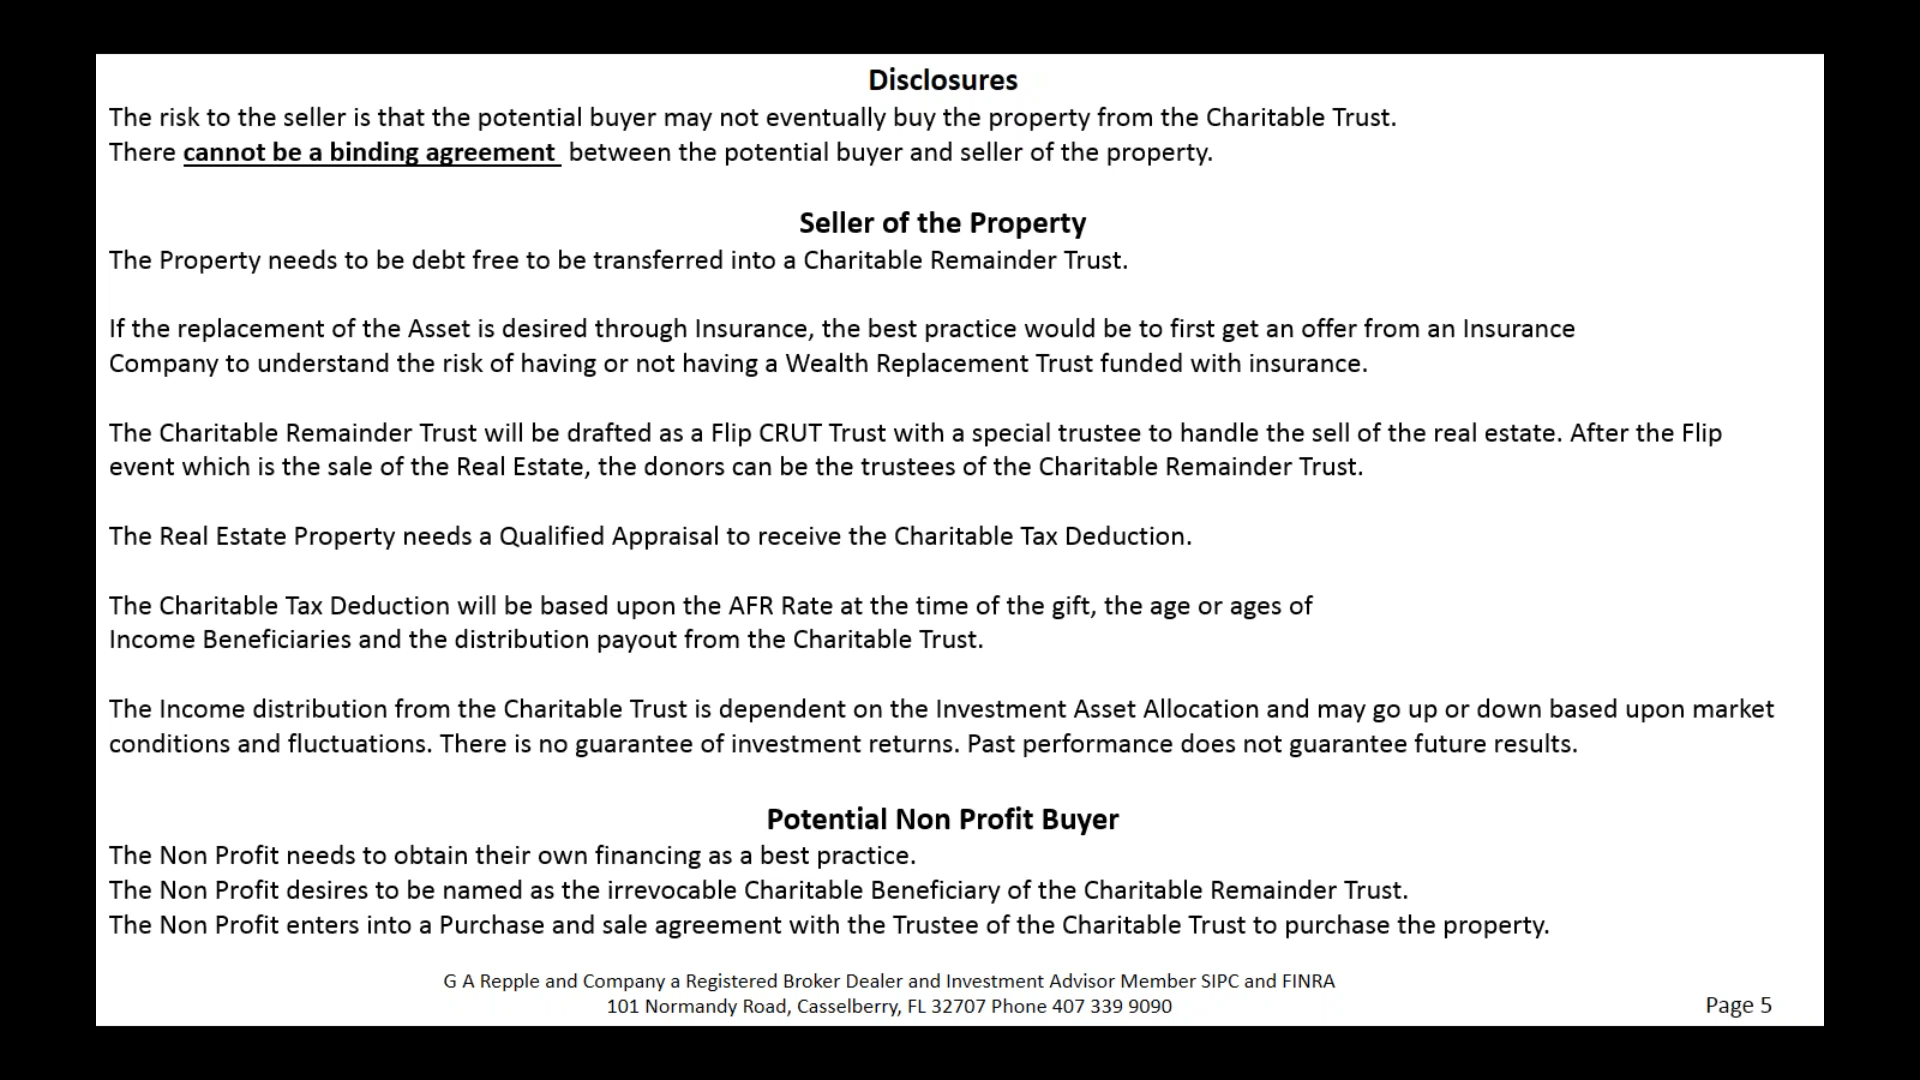 Disclosures
The risk to the seller is that the potential buyer may not eventually buy the property from the Charitable Trust.
There cannot be a binding agreement between the potential buyer and seller of the property.
Seller of the Property
The Property needs to be debt free to be transferred into a Charitable Remainder Trust.
If the replacement of the Asset is desired through Insurance, the best practice would be to first get an offer from an Insurance
Company to understand the risk of having or not having a Wealth Replacement Trust funded with insurance.
The Charitable Remainder Trust will be drafted as a Flip CRUT Trust with a special trustee to handle the sell of the real estate. After the Flip
event which is the sale of the Real Estate, the donors can be the trustees of the Charitable Remainder Trust.
The Real Estate Property needs a Qualified Appraisal to receive the Charitable Tax Deduction.
The Charitable Tax Deduction will be based upon the AFR Rate at the time of the gift, the age or ages of
Income Beneficiaries and the distribution payout from the Charitable Trust.
The Income distribution from the Charitable Trust is dependent on the Investment Asset Allocation and may go up or down based upon market
conditions and fluctuations. There is no guarantee of investment returns. Past performance does not guarantee future results.
Potential Non Profit Buyer
The Non Profit needs to obtain their own financing as a best practice.
The Non Profit desires to be named as the irrevocable Charitable Beneficiary of the Charitable Remainder Trust.
The Non Profit enters into a Purchase and sale agreement with the Trustee of the Charitable Trust to purchase the property.
G A Repple and Company a Registered Broker Dealer and Investment Advisor Member SIPC and FINRA
101 Normandy Road, Casselberry, FL 32707 Phone 407 339 9090
Page 5